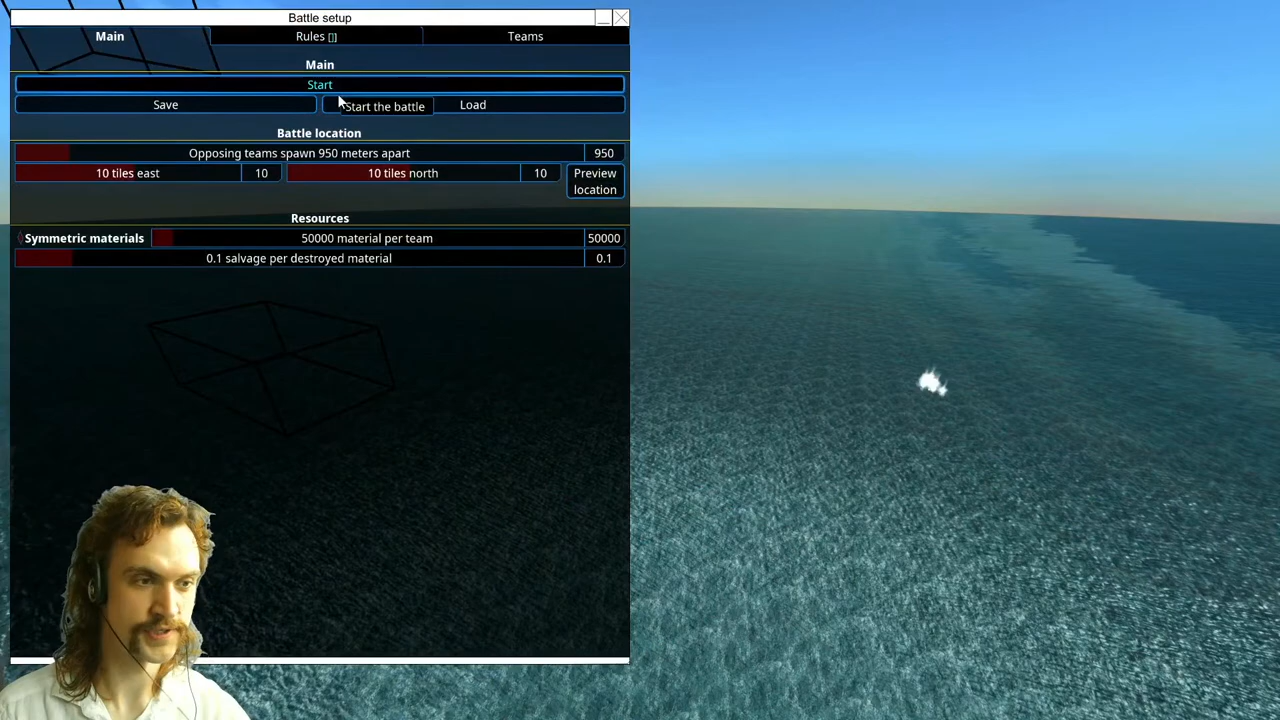 Battle setup
Main
Rules []
Teams
Main
Start
Save
Start the battle
Load
Battle location
Opposing teams spawn 950 meters apart
950
10 tiles east
10
10 tiles north
10
Preview
location
Resources
Symmetric materials
50000 material per team
50000
0.1 salvage per destroyed material
0.1